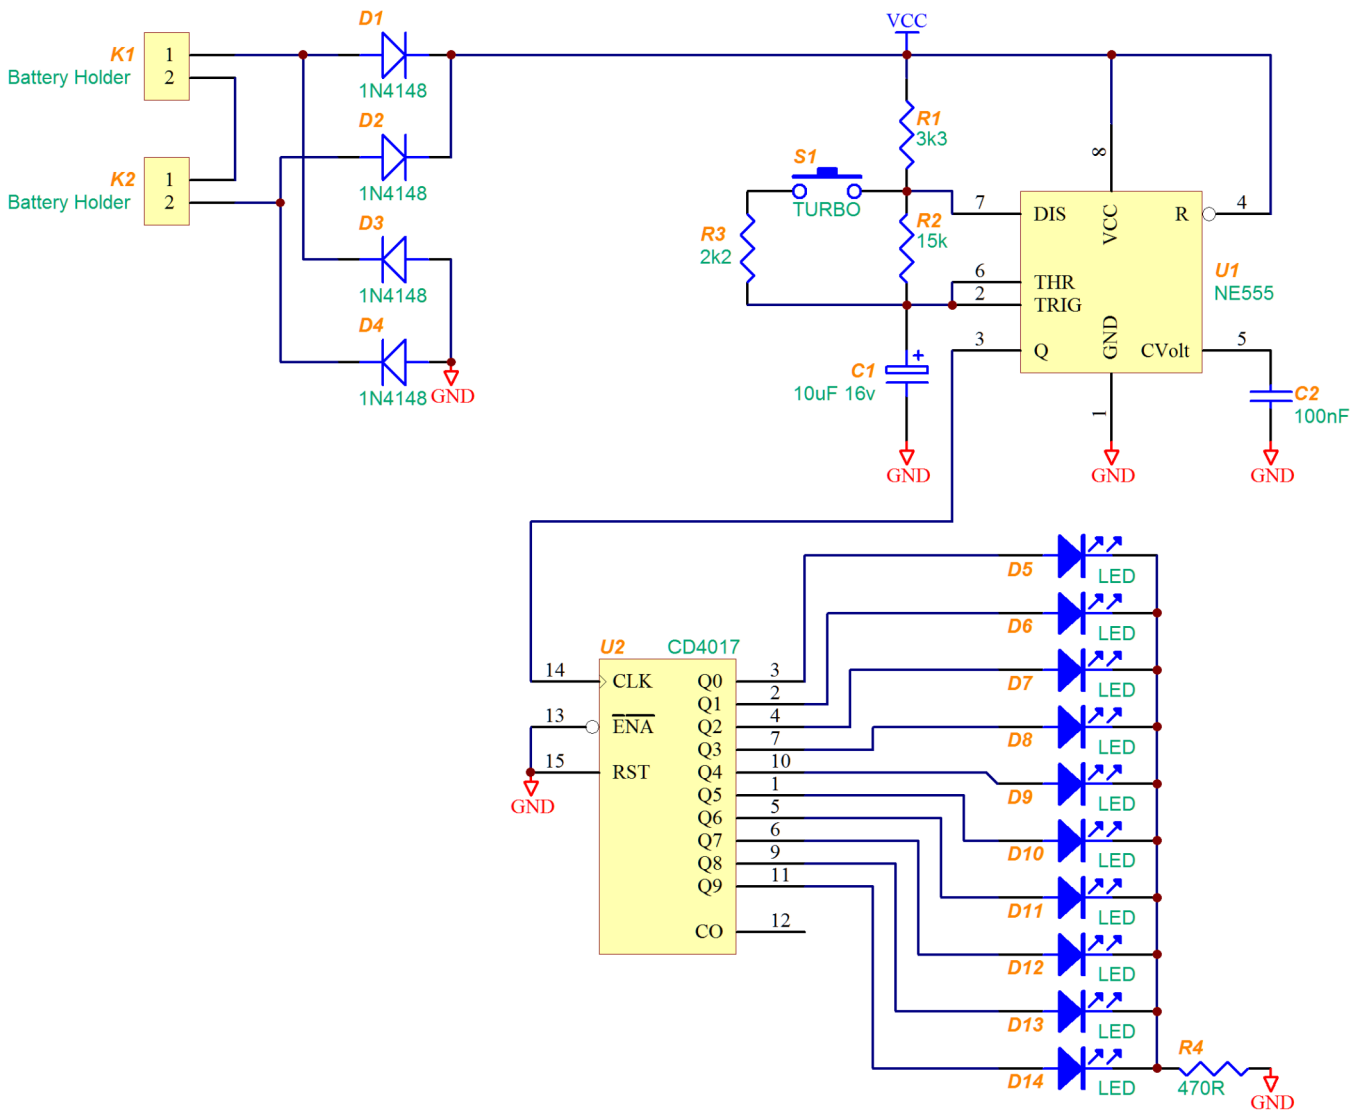 D1
VCC
K1
1
Battery Holder
2
1N4148
D2
R1
3k3
8
S1
K2
1
Battery Holder
2
1N4148
TURBO
7
DIS
VCC
R
4
D3
R3
2k2
R2
15k
6
THR
U1
1N4148
2
TRIG
NE555
D4
3
Q
GND
CVolt
5
1N4148
GND
C1
10uF 16v
1
C2
100nF
GND
GND
GND
D5
LED
D6
LED
U2
CD4017
14
CLK
Q0
3
D7
LED
Q1
2
13
ENA
Q2
4
D8
LED
Q3
7
15
RST
Q4
10
D9
LED
GND
Q5
1
Q6
5
D10
LED
Q7
6
Q8
9
Q9
11
D11
LED
CO
12
D12
LED
D13
LED
D14
LED
R4
470R
GND